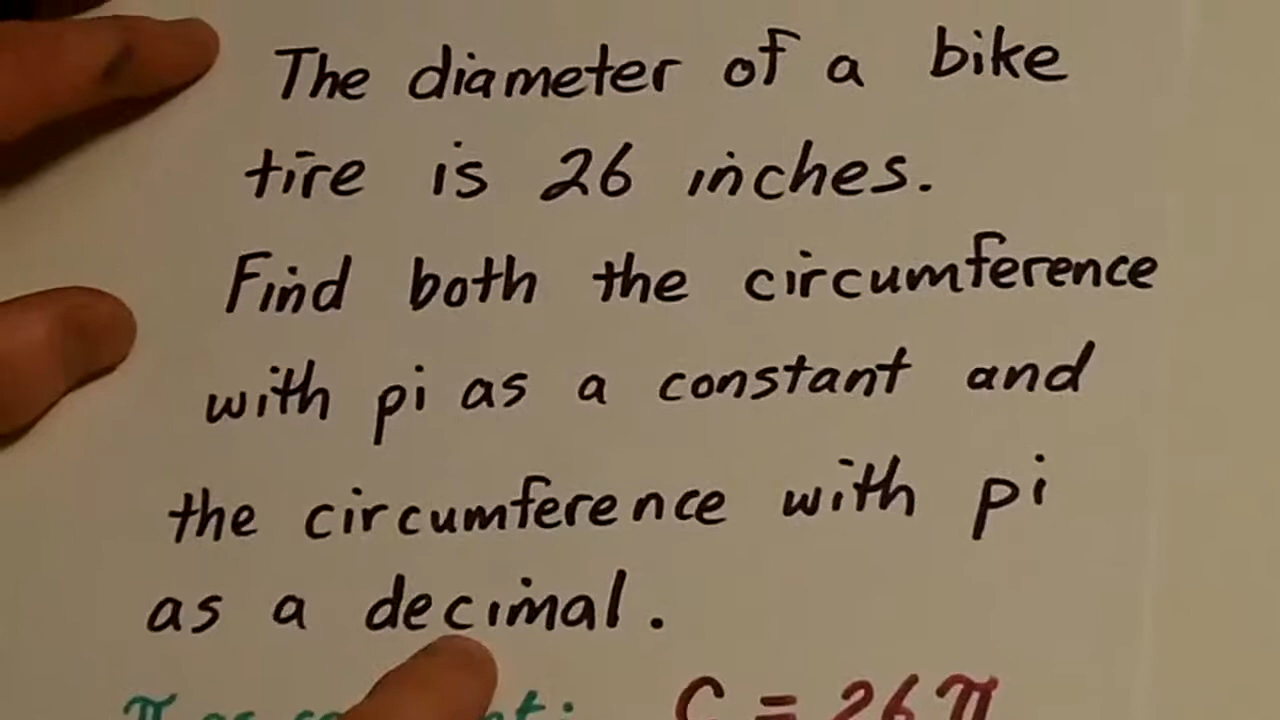 The diameter of a bike
tire is 26 inches.
Find both the circumference
with pi as a constant and
the circumference with pi
as a decimal.
π as C = 26π